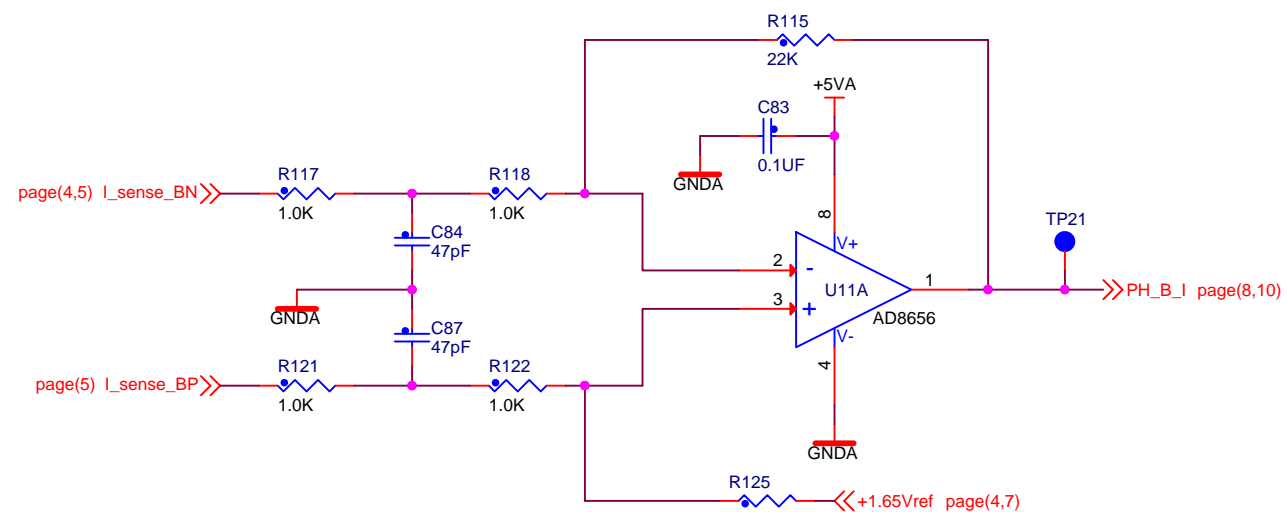 R115
22K
+5VA
C83
0.1UF
GNDA
page(4,5) I_sense_BN
R117
1.0K
R118
1.0K
C84
47pF
GNDA
C87
47pF
8
V+
2
-
3
+
U11A
1
AD8656
V-
4
GNDA
TP21
PH_B_I page(8,10)
page(5) I_sense_BP
R121
1.0K
R122
1.0K
R125
+1.65Vref page(4,7)